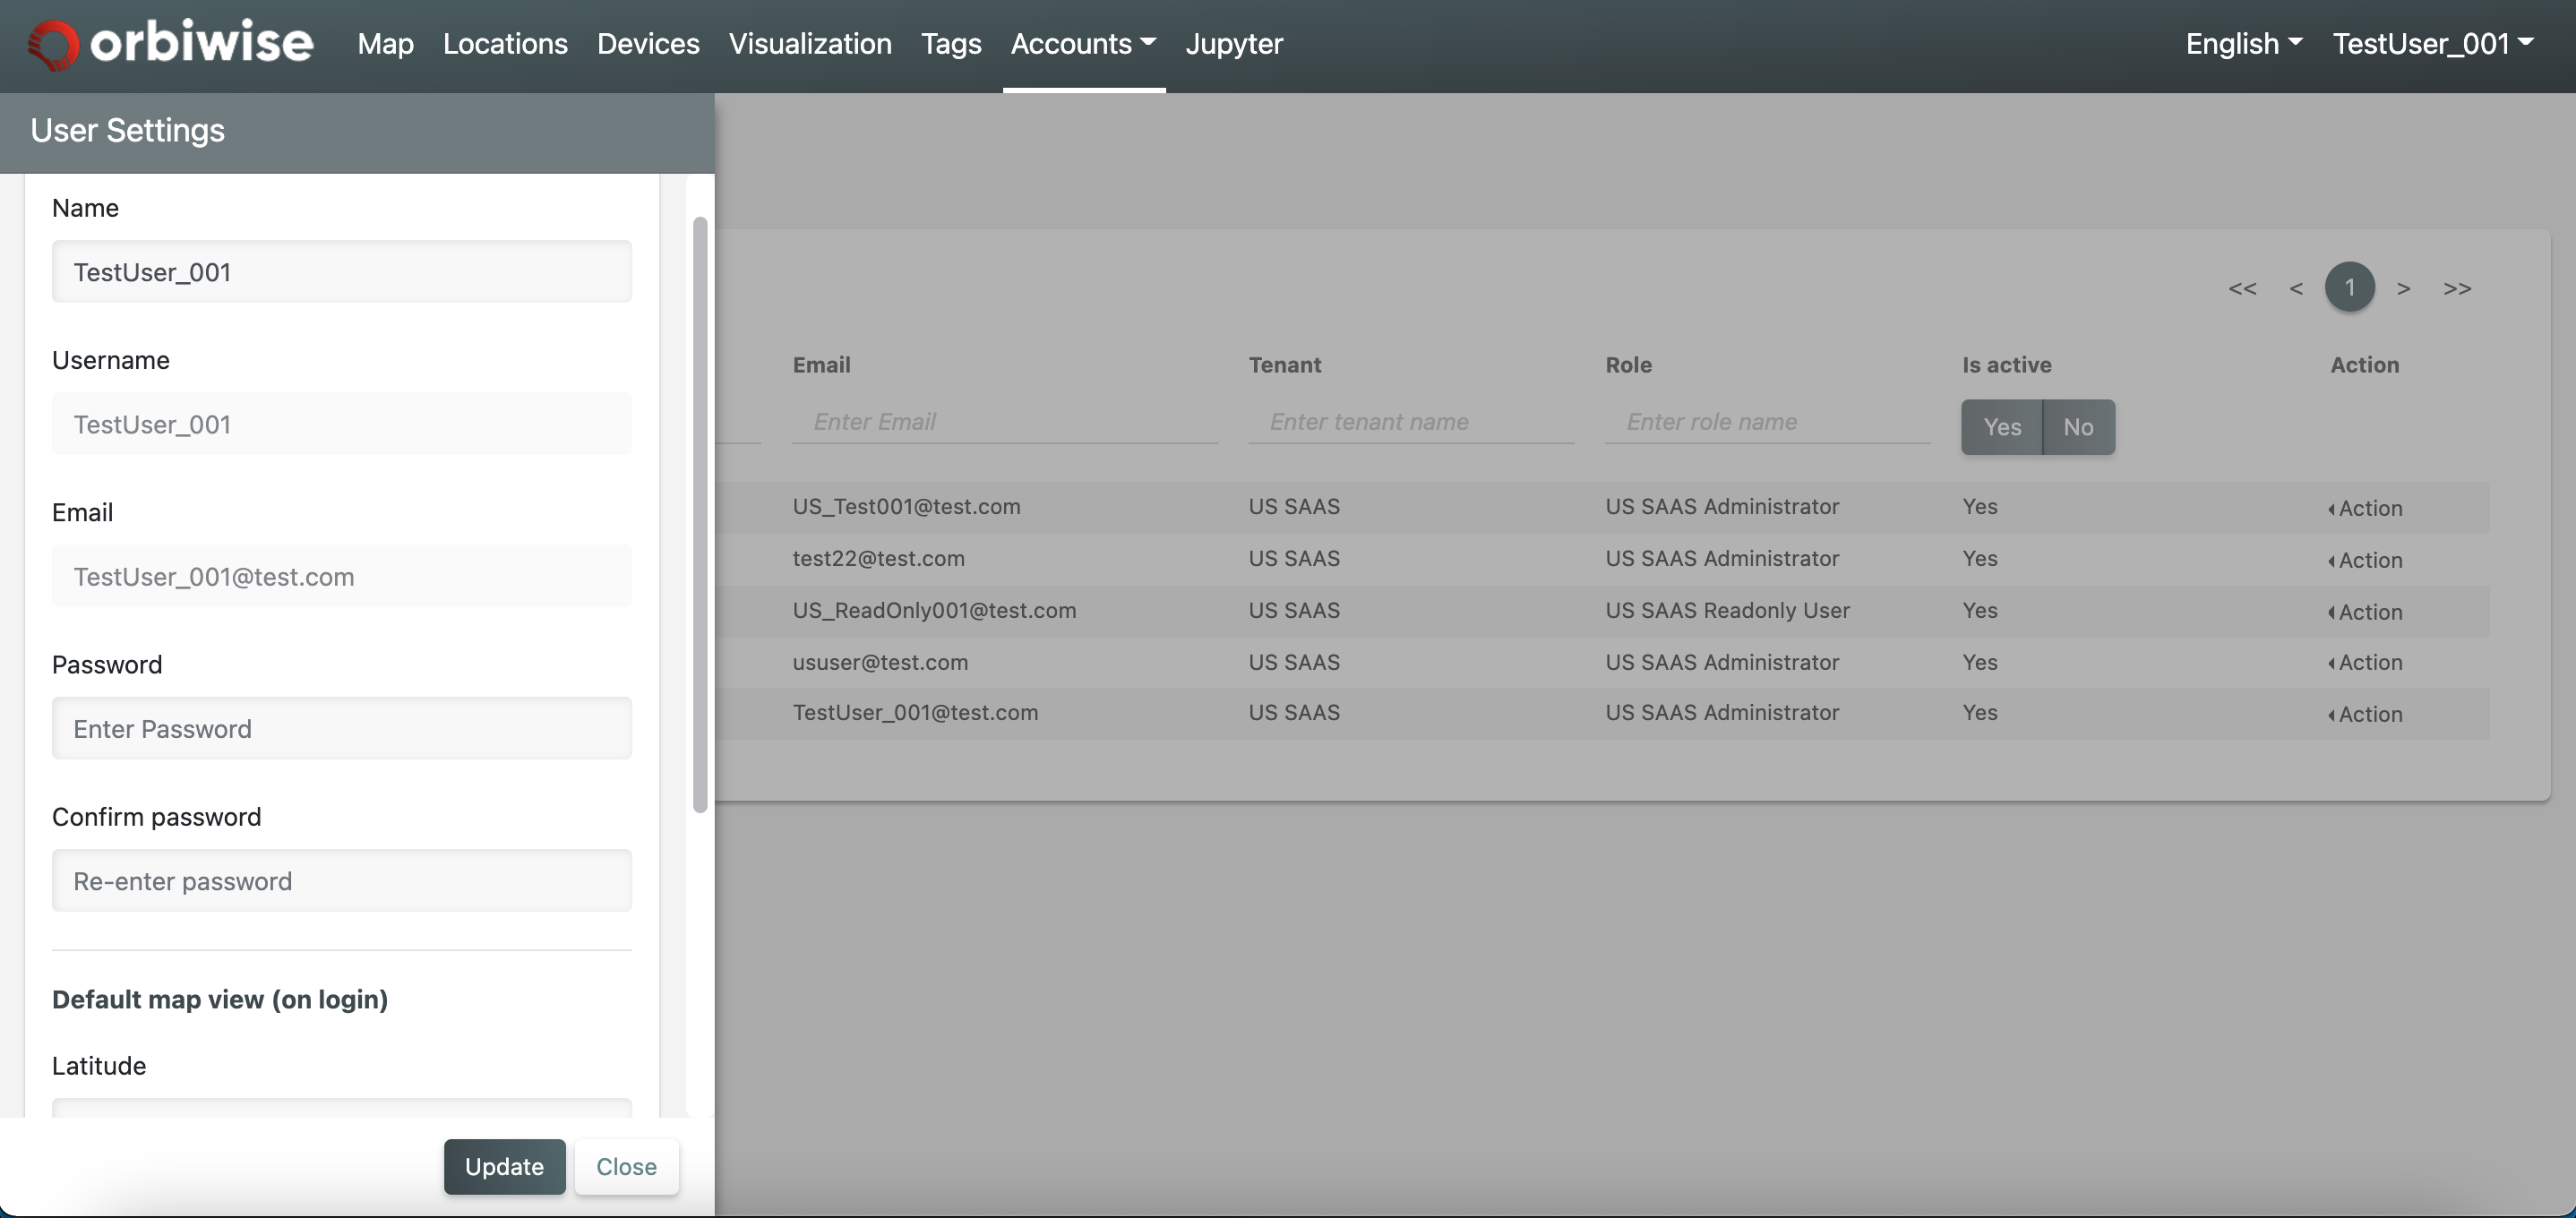 orbiwise Map Locations Devices Visualization Tags Accounts Jupyter English TestUser_001
User Settings
Name
TestUser_001
Username
TestUser_001
Email
TestUser_001@test.com
Password
Enter Password
Confirm password
Re-enter password
Default map view (on login)
Latitude
Update Close
<< < 1 > >>
Email Tenant Role Is active Action
Enter Email Enter tenant name Enter role name Yes No
US_Test001@test.com US SAAS US SAAS Administrator Yes Action
test22@test.com US SAAS US SAAS Administrator Yes Action
US_ReadOnly001@test.com US SAAS US SAAS Readonly User Yes Action
ususer@test.com US SAAS US SAAS Administrator Yes Action
TestUser_001@test.com US SAAS US SAAS Administrator Yes Action